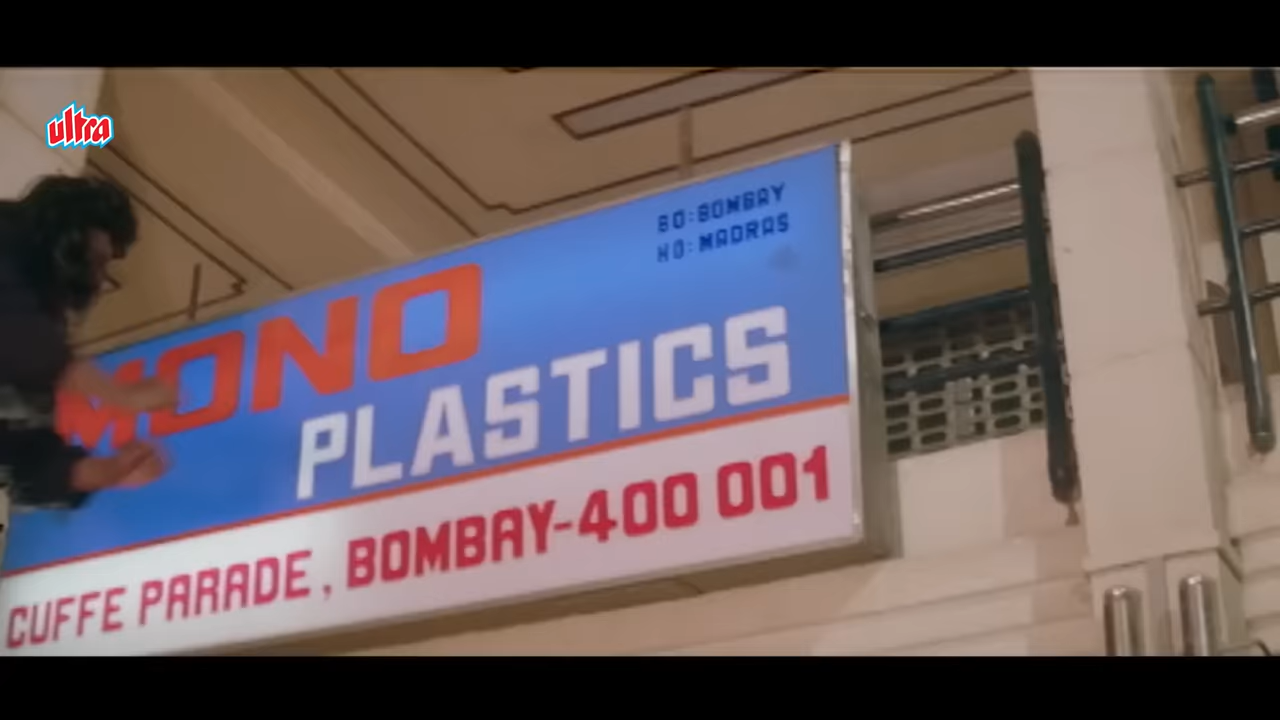 ultra
BO: BOMBAY
HO: MADRAS
MONO
PLASTICS
CUFFE PARADE, BOMBAY-400 001